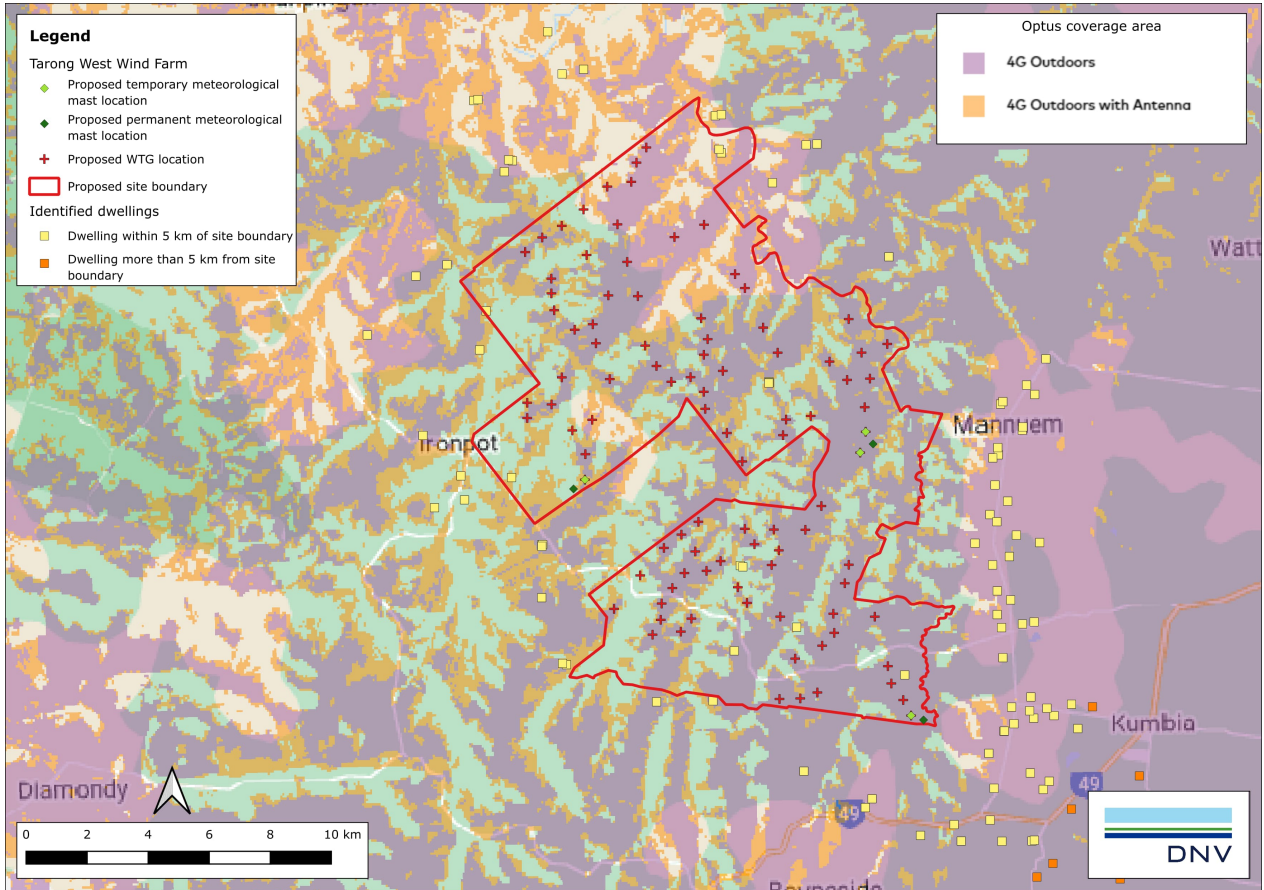 Legend
Tarong West Wind Farm
Proposed temporary meteorological
mast location
Proposed permanent meteorological
mast location
Proposed WTG location
Proposed site boundary
Identified dwellings
Dwelling within 5 km of site boundary
Dwelling more than 5 km from site
boundary
Optus coverage area
4G Outdoors
4G Outdoors with Antenna
Watt
Mannuem
Ironpot
Kumbia
Diamondy
49
49
0 2 4 6 8 10 km
DNV